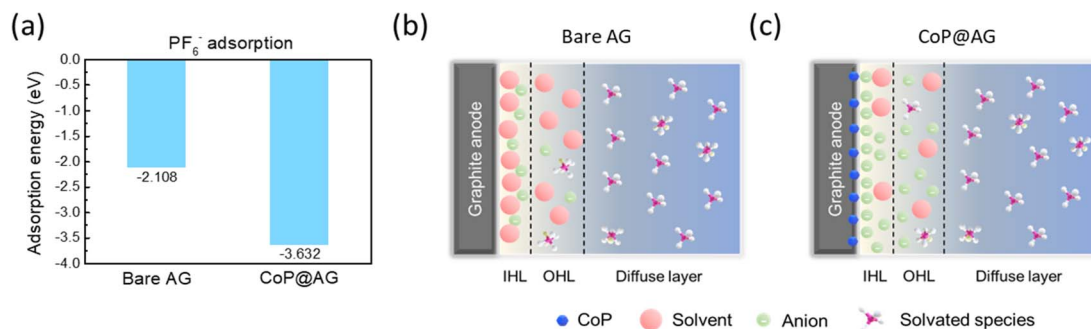 (a)
PF6- adsorption
Adsorption energy (eV)
0.0
-0.5
-1.0
-1.5
-2.0
-2.5
-3.0
-3.5
-4.0
-2.108
-3.632
Bare AG
CoP@AG
(b)
Bare AG
Graphite anode
IHL
OHL
Diffuse layer
(c)
CoP@AG
Graphite anode
IHL
OHL
Diffuse layer
CoP
Solvent
Anion
Solvated species